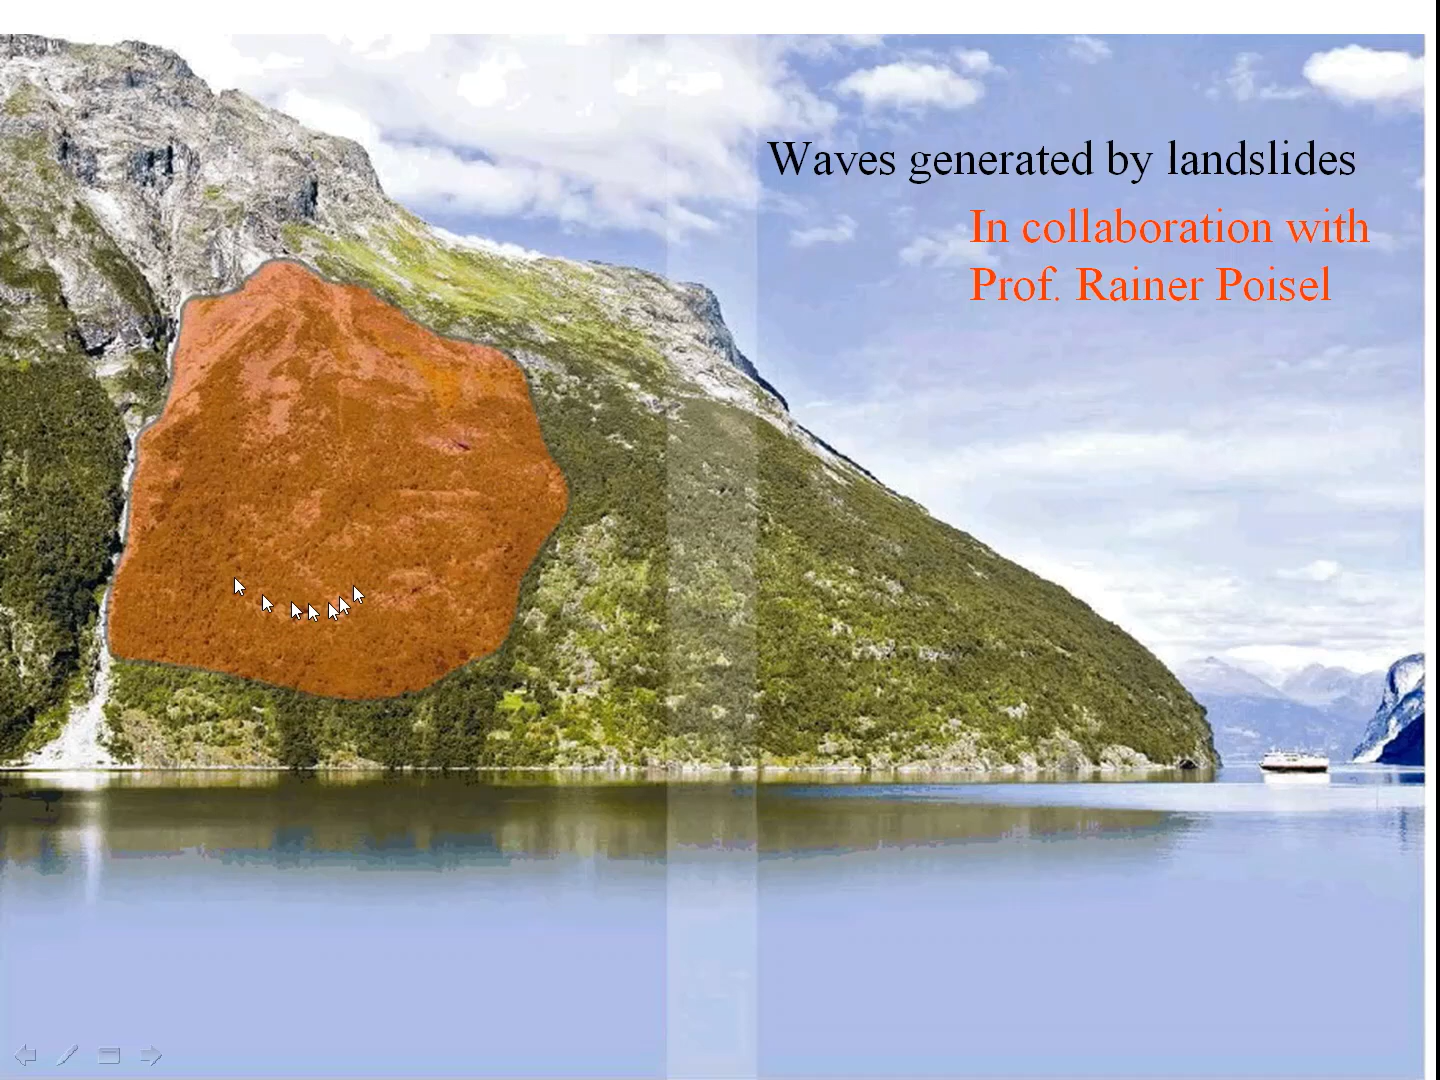 Waves generated by landslides
In collaboration with
Prof. Rainer Poisel